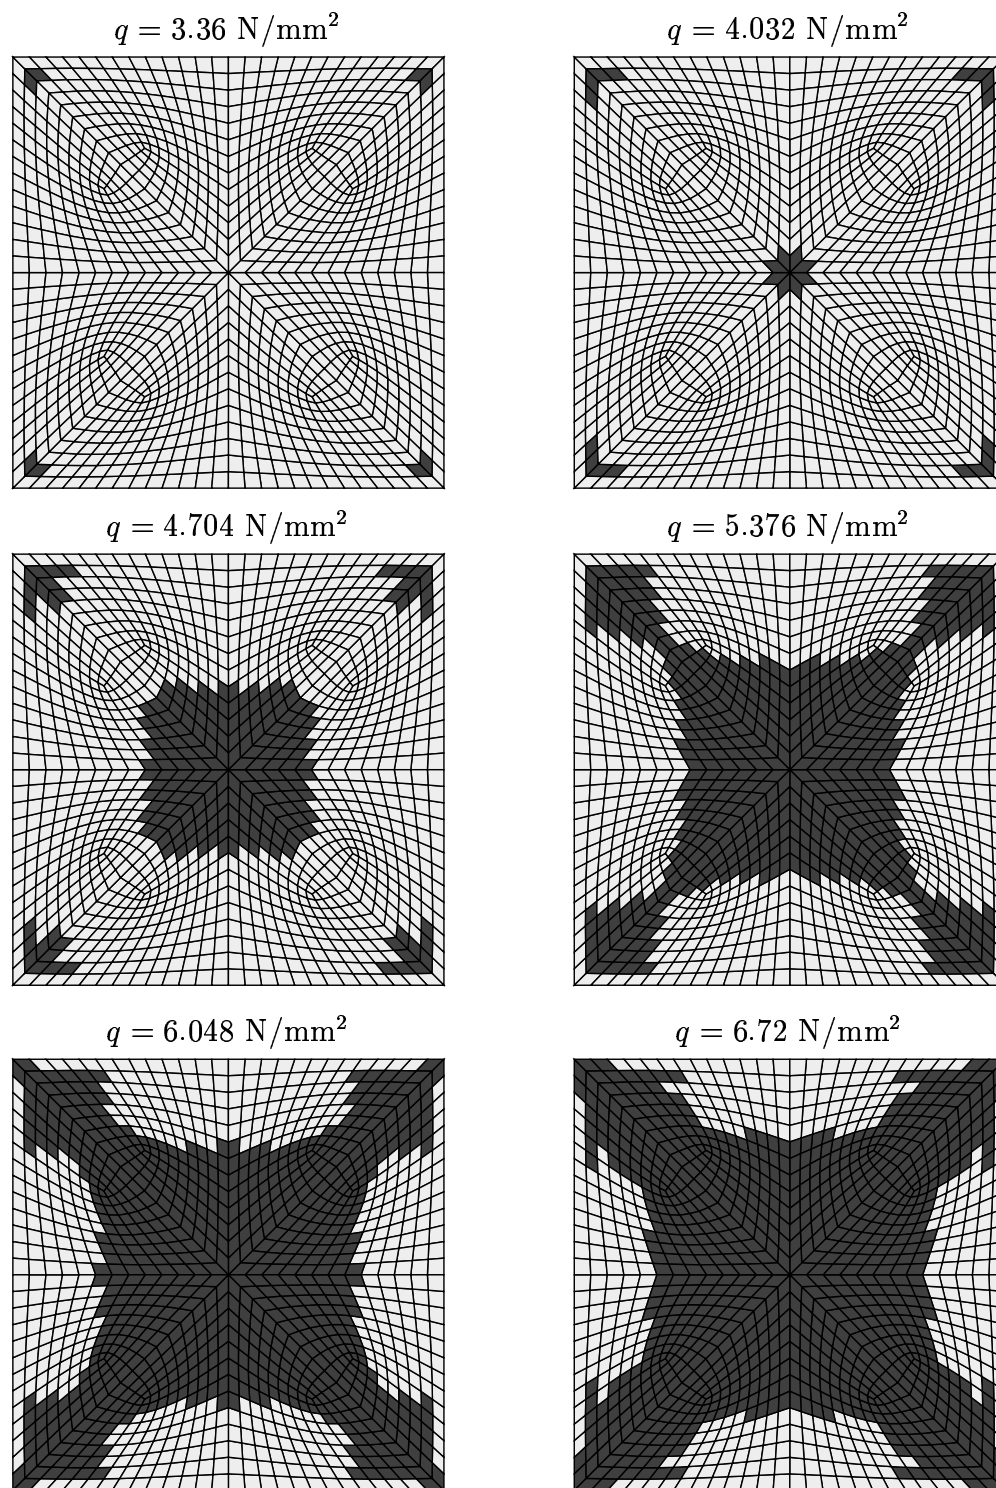 q = 3.36 N/mm²
q = 4.032 N/mm²
q = 4.704 N/mm²
q = 5.376 N/mm²
q = 6.048 N/mm²
q = 6.72 N/mm²